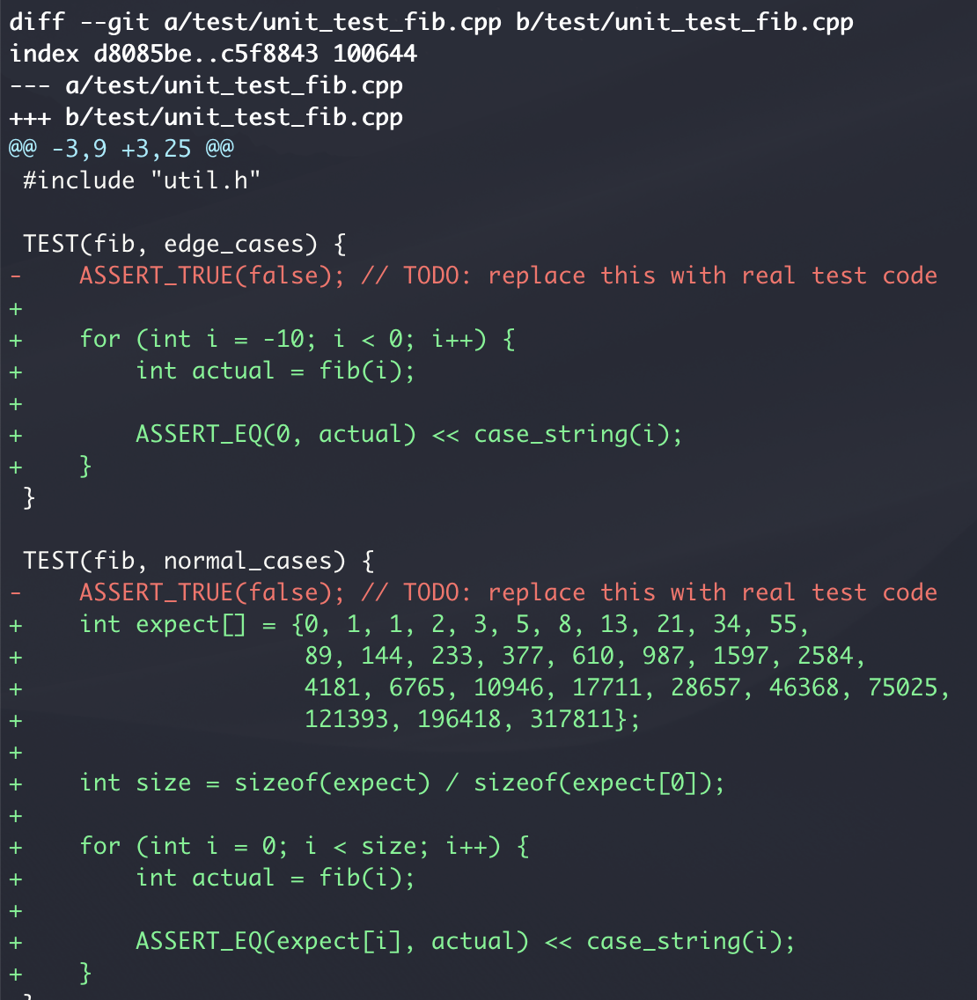 diff --git a/test/unit_test_fib.cpp b/test/unit_test_fib.cpp
index d8085be..c5f8843 100644
--- a/test/unit_test_fib.cpp
+++ b/test/unit_test_fib.cpp
@@ -3,9 +3,25 @@
 #include "util.h"

 TEST(fib, edge_cases) {
-    ASSERT_TRUE(false); // TODO: replace this with real test code
+
+    for (int i = -10; i < 0; i++) {
+        int actual = fib(i);
+
+        ASSERT_EQ(0, actual) << case_string(i);
+    }
 }

 TEST(fib, normal_cases) {
-    ASSERT_TRUE(false); // TODO: replace this with real test code
+    int expect[] = {0, 1, 1, 2, 3, 5, 8, 13, 21, 34, 55,
+                    89, 144, 233, 377, 610, 987, 1597, 2584,
+                    4181, 6765, 10946, 17711, 28657, 46368, 75025,
+                    121393, 196418, 317811};
+
+    int size = sizeof(expect) / sizeof(expect[0]);
+
+    for (int i = 0; i < size; i++) {
+        int actual = fib(i);
+
+        ASSERT_EQ(expect[i], actual) << case_string(i);
+    }
 }